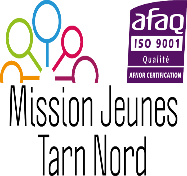 afaq
ISO 9001
Qualité
AFNOR CERTIFICATION
Mission Jeunes
Tarn Nord